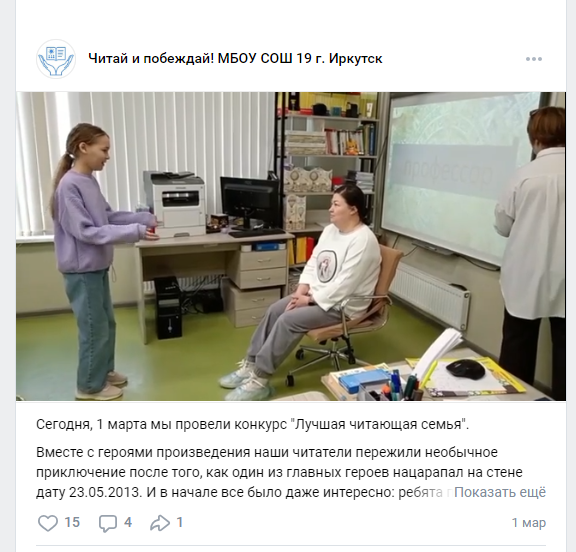 Читай и побеждай! МБОУ СОШ 19 г. Иркутск
Сегодня, 1 марта мы провели конкурс "Лучшая читающая семья".
Вместе с героями произведения наши читатели пережили необычное
приключение после того, как один из главных героев нацарапал на стене
дату 23.05.2013. И в начале все было даже интересно: ребята Показать ещё
15 4 1 1 мар